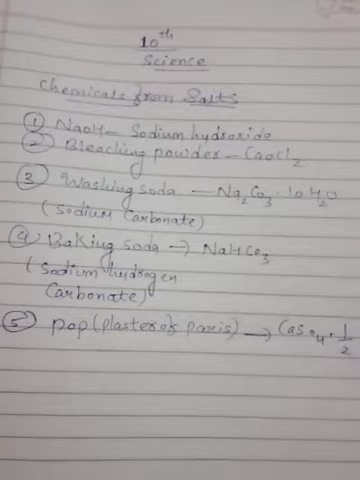 10th
Science
Chemicals from Salts
① NaOH - Sodium hydroxide
② Bleaching powder - CaOCl2
③ Washing soda - Na2CO3·10H2O
(Sodium Carbonate)
④ Baking soda → NaHCO3
(Sodium hydrogen
Carbonate)
⑤ pop (plaster of paris) → CaSO4·1/2